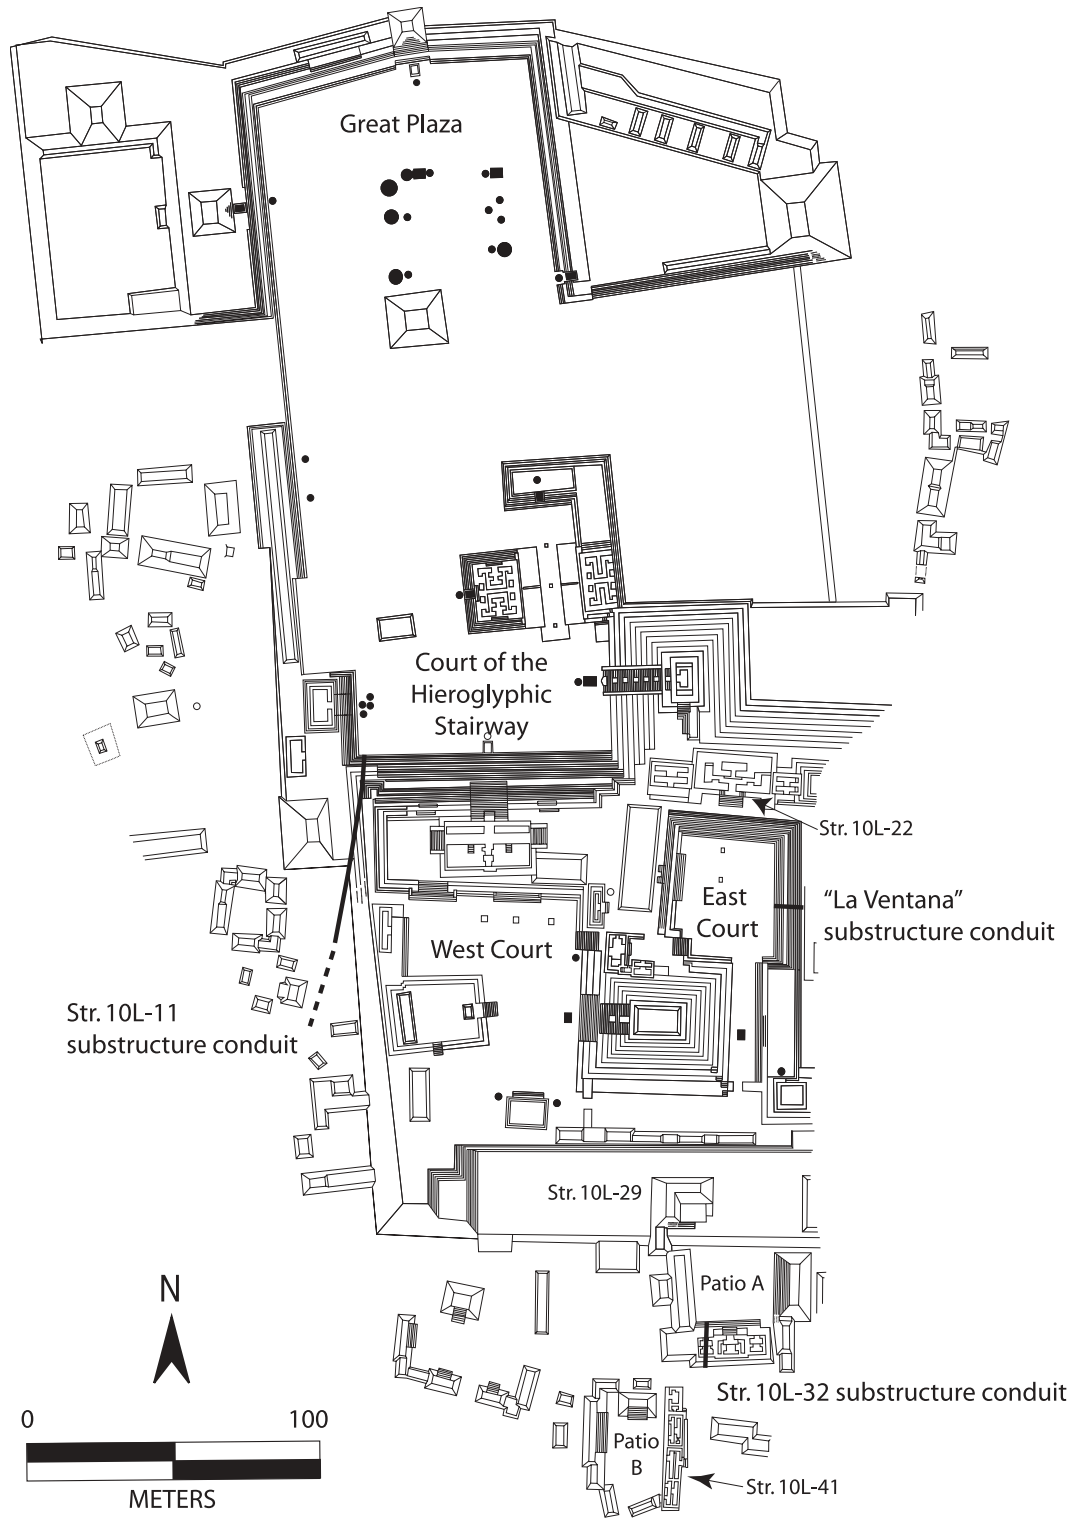 Great Plaza
Court of the
Hieroglyphic
Stairway
Str. 10L-22
East
Court
“La Ventana”
substructure conduit
West Court
Str. 10L-11
substructure conduit
Str. 10L-29
N
Patio A
Str. 10L-32 substructure conduit
0 100
METERS
Patio
B
Str. 10L-41